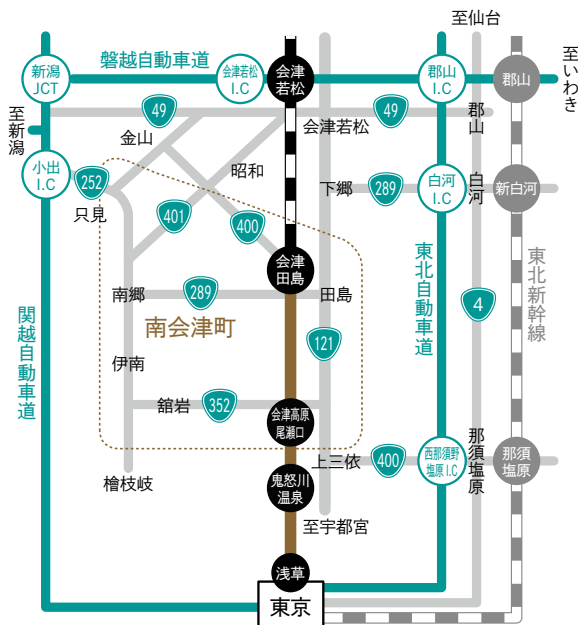 至仙台
磐越自動車道
新潟
JCT
会津若松
I.C
会津
若松
郡山
I.C
郡山
至いわき
49
49
至新潟
金山
会津若松
郡山
昭和
小出
I.C
252
只見
401
400
下郷
289
白河
I.C
白河
新白河
会津
田島
南郷
289
田島
東北自動車道
4
東北新幹線
南会津町
関越自動車道
伊南
121
舘岩
352
会津高原
尾瀬口
檜枝岐
鬼怒川
温泉
上三依
400
西那須野
塩原I.C
那須塩原
那須
塩原
至宇都宮
浅草
東京